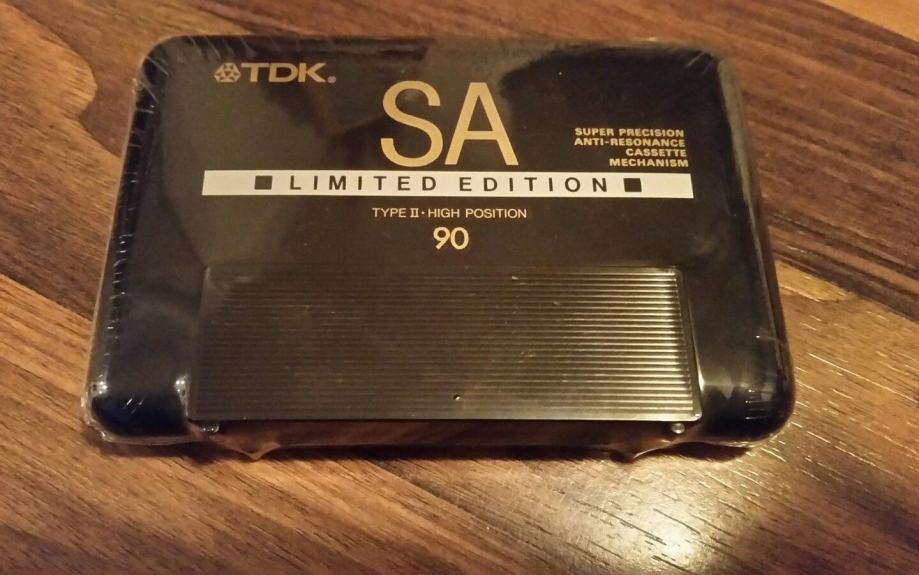 TDK®
SA
SUPER PRECISION
ANTI-RESONANCE
CASSETTE
MECHANISM
■ LIMITED EDITION ■
TYPE II • HIGH POSITION
90